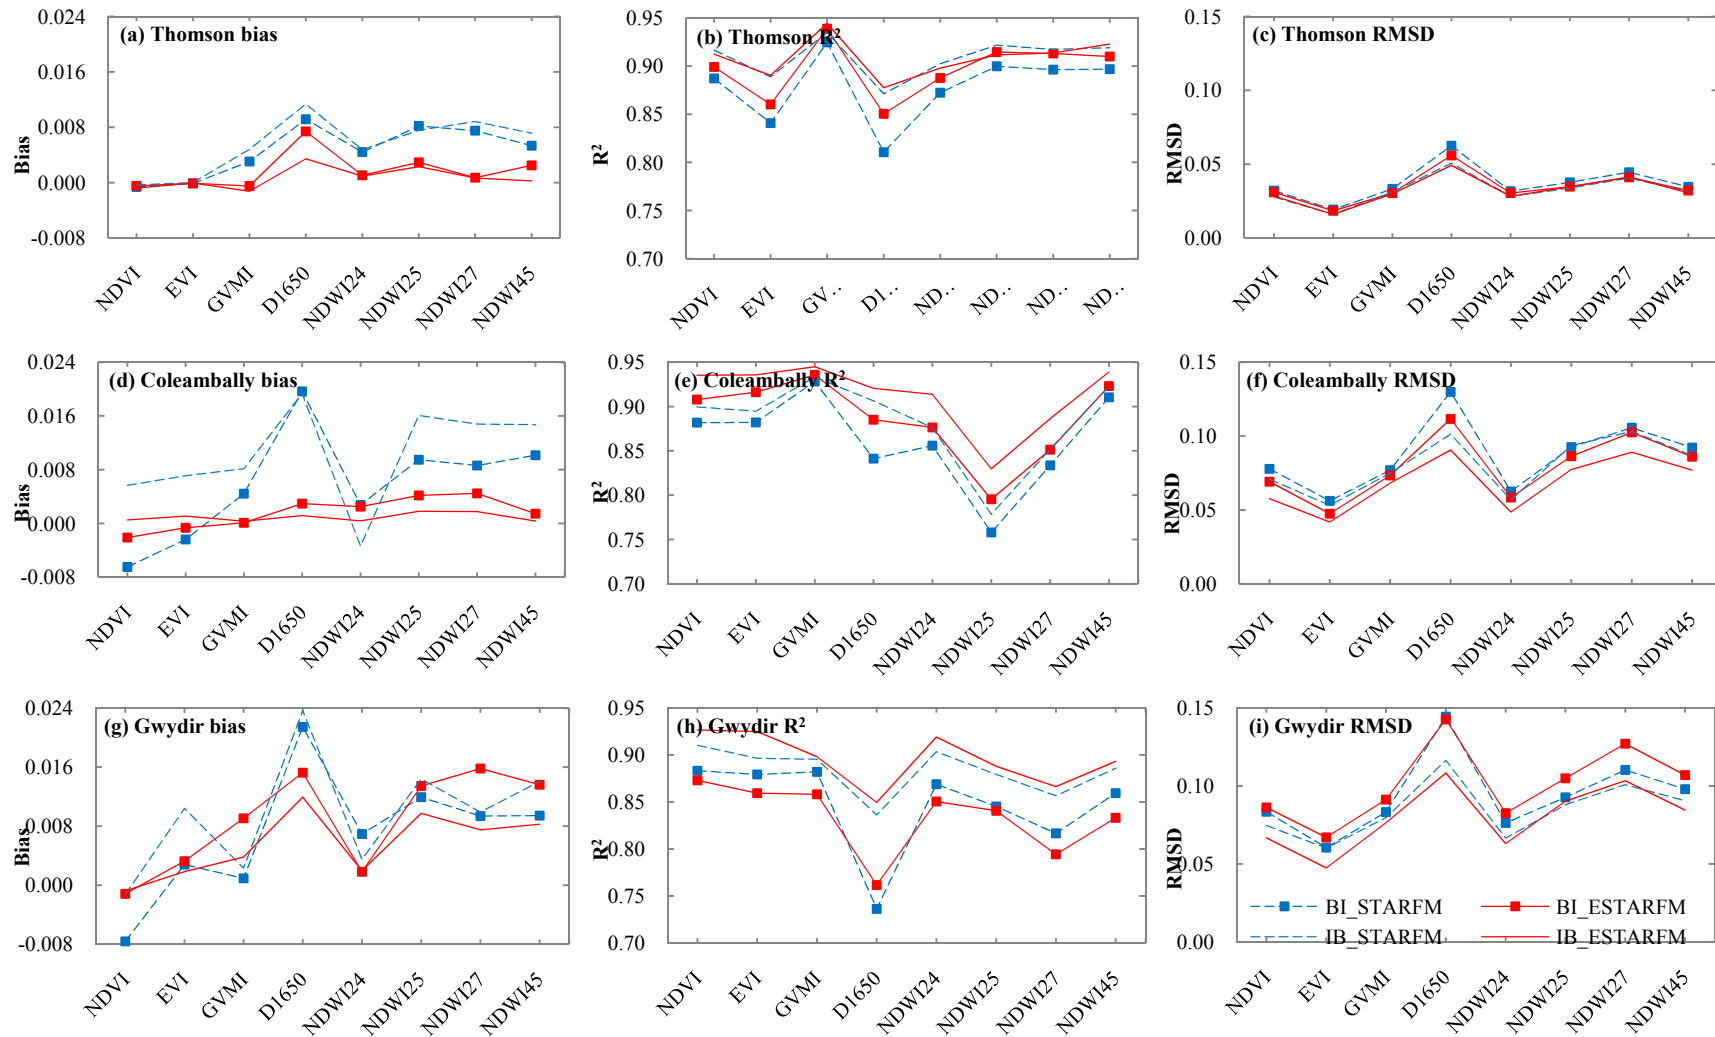 (a) Thomson bias
0.024
0.016
0.008
0.000
-0.008
Bias
NDVI
EVI
GVMI
D1650
NDWI24
NDWI25
NDWI27
NDWI45
(b) Thomson R²
0.95
0.90
0.85
0.80
0.75
0.70
R²
NDVI
EVI
GV…
D1…
ND…
ND…
ND…
ND…
(c) Thomson RMSD
0.15
0.10
0.05
0.00
RMSD
NDVI
EVI
GVMI
D1650
NDWI24
NDWI25
NDWI27
NDWI45
(d) Coleambally bias
0.024
0.016
0.008
0.000
-0.008
Bias
NDVI
EVI
GVMI
D1650
NDWI24
NDWI25
NDWI27
NDWI45
(e) Coleambally R²
0.95
0.90
0.85
0.80
0.75
0.70
R²
NDVI
EVI
GVMI
D1650
NDWI24
NDWI25
NDWI27
NDWI45
(f) Coleambally RMSD
0.15
0.10
0.05
0.00
RMSD
NDVI
EVI
GVMI
D1650
NDWI24
NDWI25
NDWI27
NDWI45
(g) Gwydir bias
0.024
0.016
0.008
0.000
-0.008
Bias
NDVI
EVI
GVMI
D1650
NDWI24
NDWI25
NDWI27
NDWI45
(h) Gwydir R²
0.95
0.90
0.85
0.80
0.75
0.70
R²
NDVI
EVI
GVMI
D1650
NDWI24
NDWI25
NDWI27
NDWI45
(i) Gwydir RMSD
0.15
0.10
0.05
0.00
RMSD
BI_STARFM
BI_ESTARFM
IB_STARFM
IB_ESTARFM
NDVI
EVI
GVMI
D1650
NDWI24
NDWI25
NDWI27
NDWI45